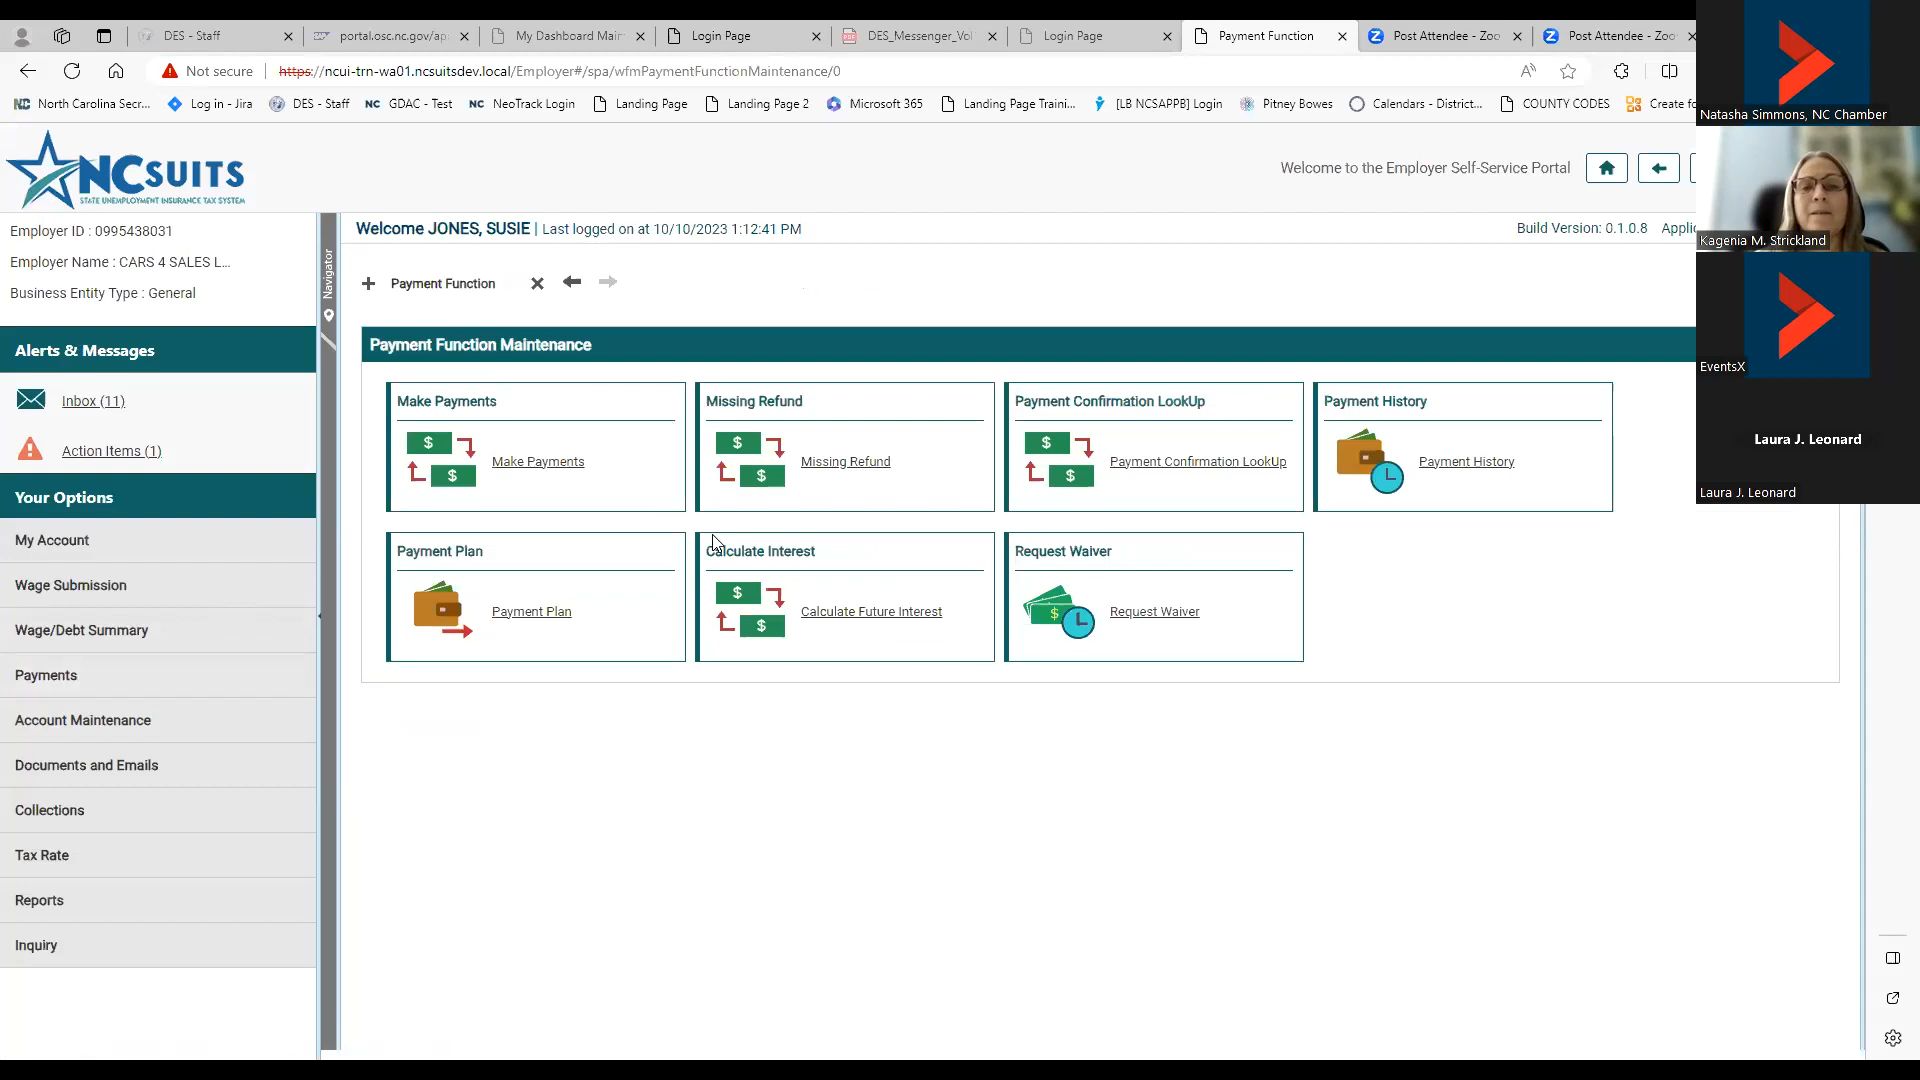 DES - Staff
portal.osc.nc.gov/ap
My Dashboard Main
Login Page
DES_Messenger_Vol
Login Page
Payment Function
Post Attendee - Zoo
Post Attendee - Zoo
Not secure
https://ncui-trn-wa01.ncsuitsdev.local/Employer#/spa/wfmPaymentFunctionMaintenance/0
North Carolina Secr...
Log in - Jira
DES - Staff
NC GDAC - Test
NC NeoTrack Login
Landing Page
Landing Page 2
Microsoft 365
Landing Page Traini...
[LB NCSAPPB] Login
Pitney Bowes
Calendars - District...
COUNTY CODES
Create fo
Natasha Simmons, NC Chamber
NCSUITS
STATE UNEMPLOYMENT INSURANCE TAX SYSTEM
Welcome to the Employer Self-Service Portal
Kagenia M. Strickland
Employer ID : 0995438031
Employer Name : CARS 4 SALES L...
Business Entity Type : General
Navigator
Welcome JONES, SUSIE | Last logged on at 10/10/2023 1:12:41 PM
Build Version: 0.1.0.8 Applic
Payment Function
Alerts & Messages
Inbox (11)
Action Items (1)
Your Options
My Account
Wage Submission
Wage/Debt Summary
Payments
Account Maintenance
Documents and Emails
Collections
Tax Rate
Reports
Inquiry
Payment Function Maintenance
Make Payments
Make Payments
Missing Refund
Missing Refund
Payment Confirmation LookUp
Payment Confirmation LookUp
Payment History
Payment History
Payment Plan
Payment Plan
Calculate Interest
Calculate Future Interest
Request Waiver
Request Waiver
EventsX
Laura J. Leonard
Laura J. Leonard